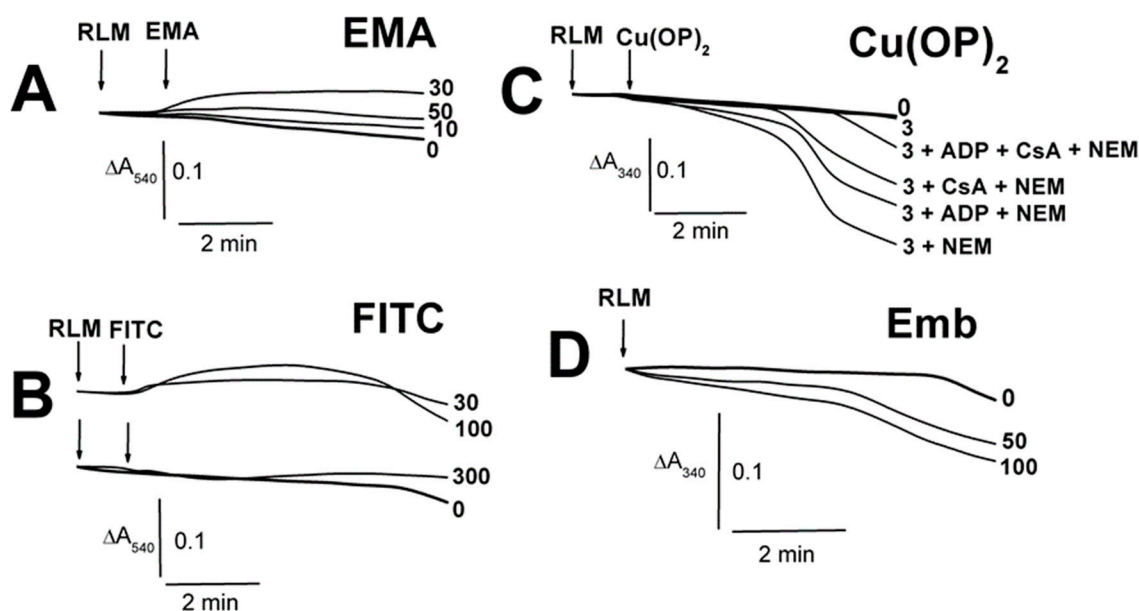 A
RLM EMA
EMA
30
50
10
0
ΔA540 0.1
2 min
B
RLM FITC
FITC
30
100
300
0
ΔA540 0.1
2 min
C
RLM Cu(OP)2
Cu(OP)2
0
3
3 + ADP + CsA + NEM
3 + CsA + NEM
3 + ADP + NEM
3 + NEM
ΔA340 0.1
2 min
D
RLM
Emb
0
50
100
ΔA340 0.1
2 min